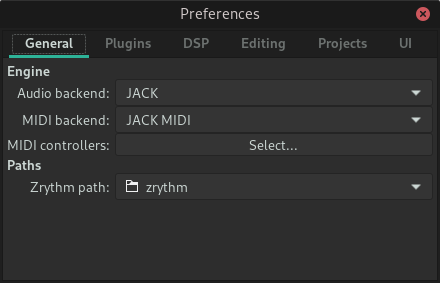 Preferences
General Plugins DSP Editing Projects UI
Engine
Audio backend: JACK
MIDI backend: JACK MIDI
MIDI controllers: Select...
Paths
Zrythm path: zrythm